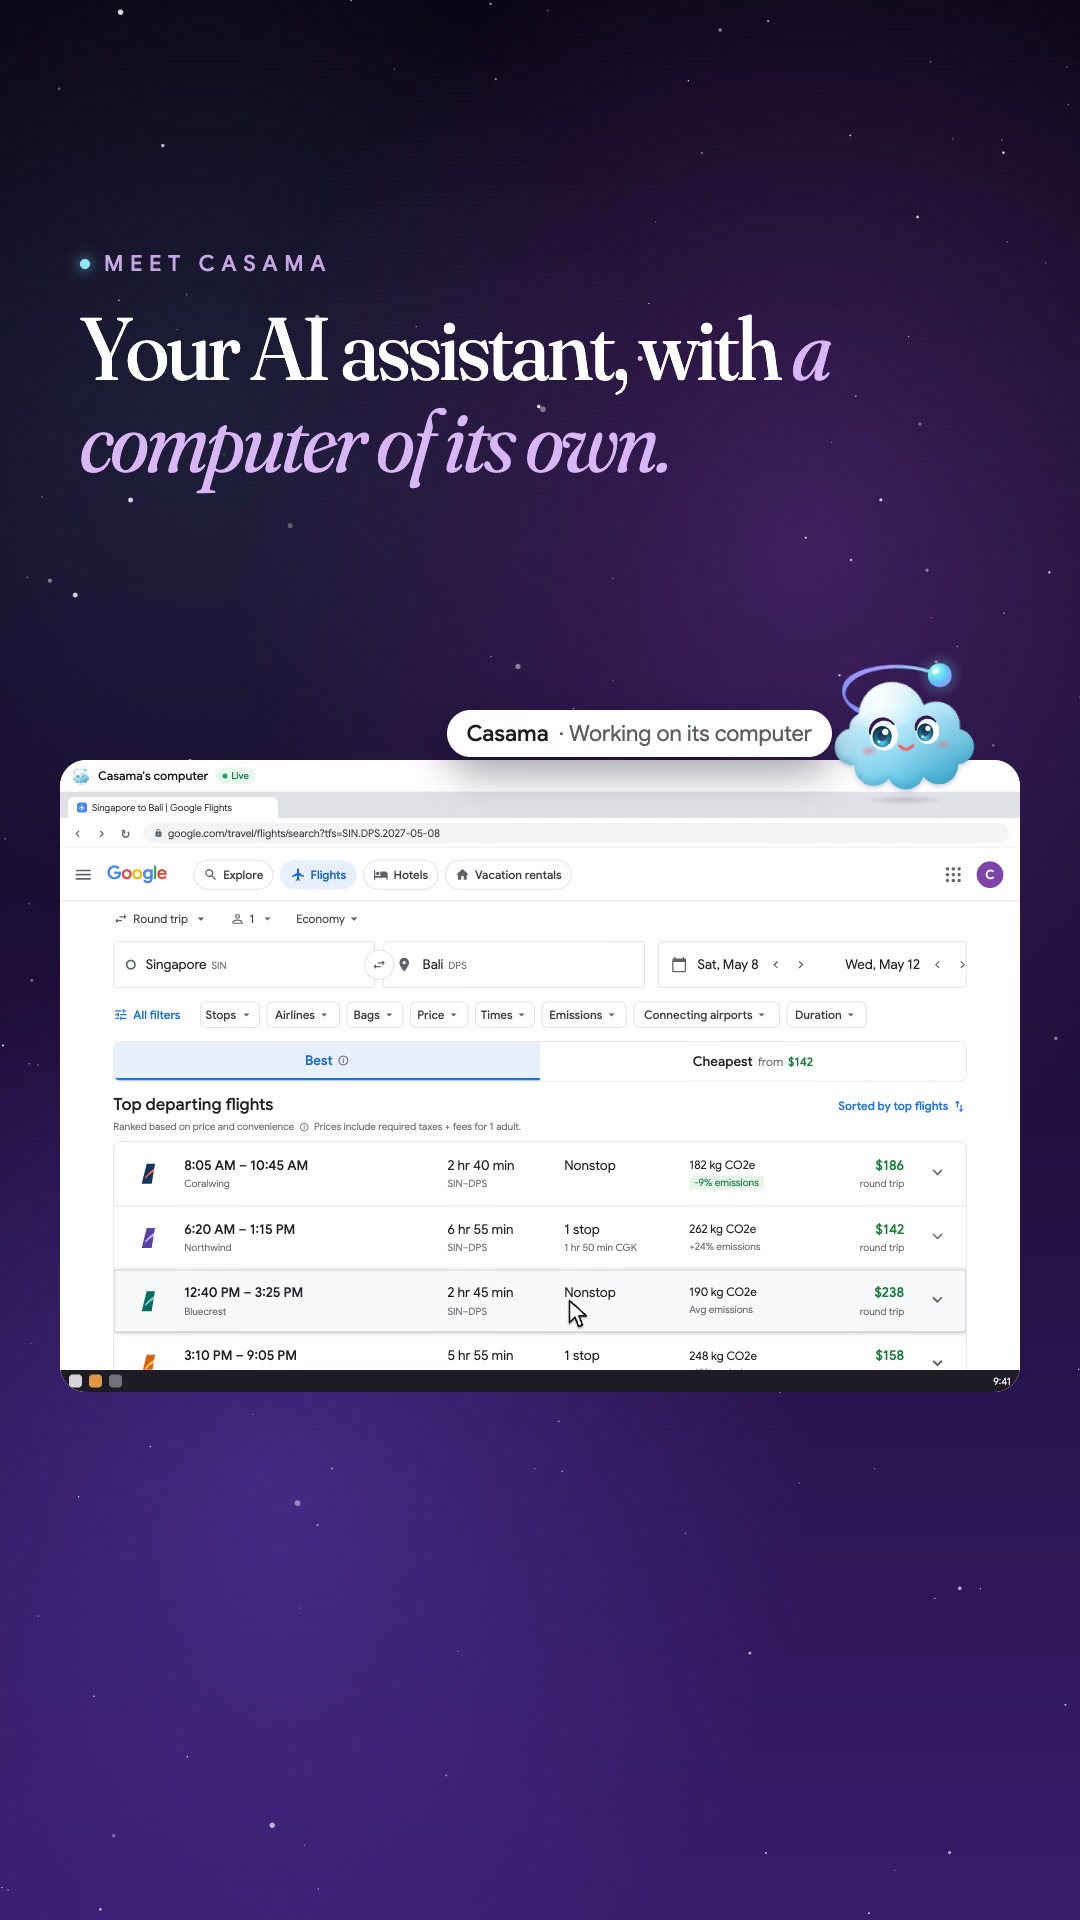 MEET CASAMA
Your AI assistant, with a
computer of its own.
Casama · Working on its computer
Casama's computer Live
Singapore to Bali | Google Flights
google.com/travel/flights/search?tfs=SIN.DPS.2027-05-08
Google Explore Flights Hotels Vacation rentals C
Round trip 1 Economy
Singapore SIN Bali DPS Sat, May 8 Wed, May 12
All filters Stops Airlines Bags Price Times Emissions Connecting airports Duration
Best Cheapest from $142
Top departing flights
Sorted by top flights
Ranked based on price and convenience Prices include required taxes + fees for 1 adult.
8:05 AM – 10:45 AM 2 hr 40 min Nonstop 182 kg CO2e $186
Coralwing SIN–DPS -9% emissions round trip
6:20 AM – 1:15 PM 6 hr 55 min 1 stop 262 kg CO2e $142
Northwind SIN–DPS 1 hr 50 min CGK +24% emissions round trip
12:40 PM – 3:25 PM 2 hr 45 min Nonstop 190 kg CO2e $238
Bluecrest SIN–DPS Avg emissions round trip
3:10 PM – 9:05 PM 5 hr 55 min 1 stop 248 kg CO2e $158
9:41